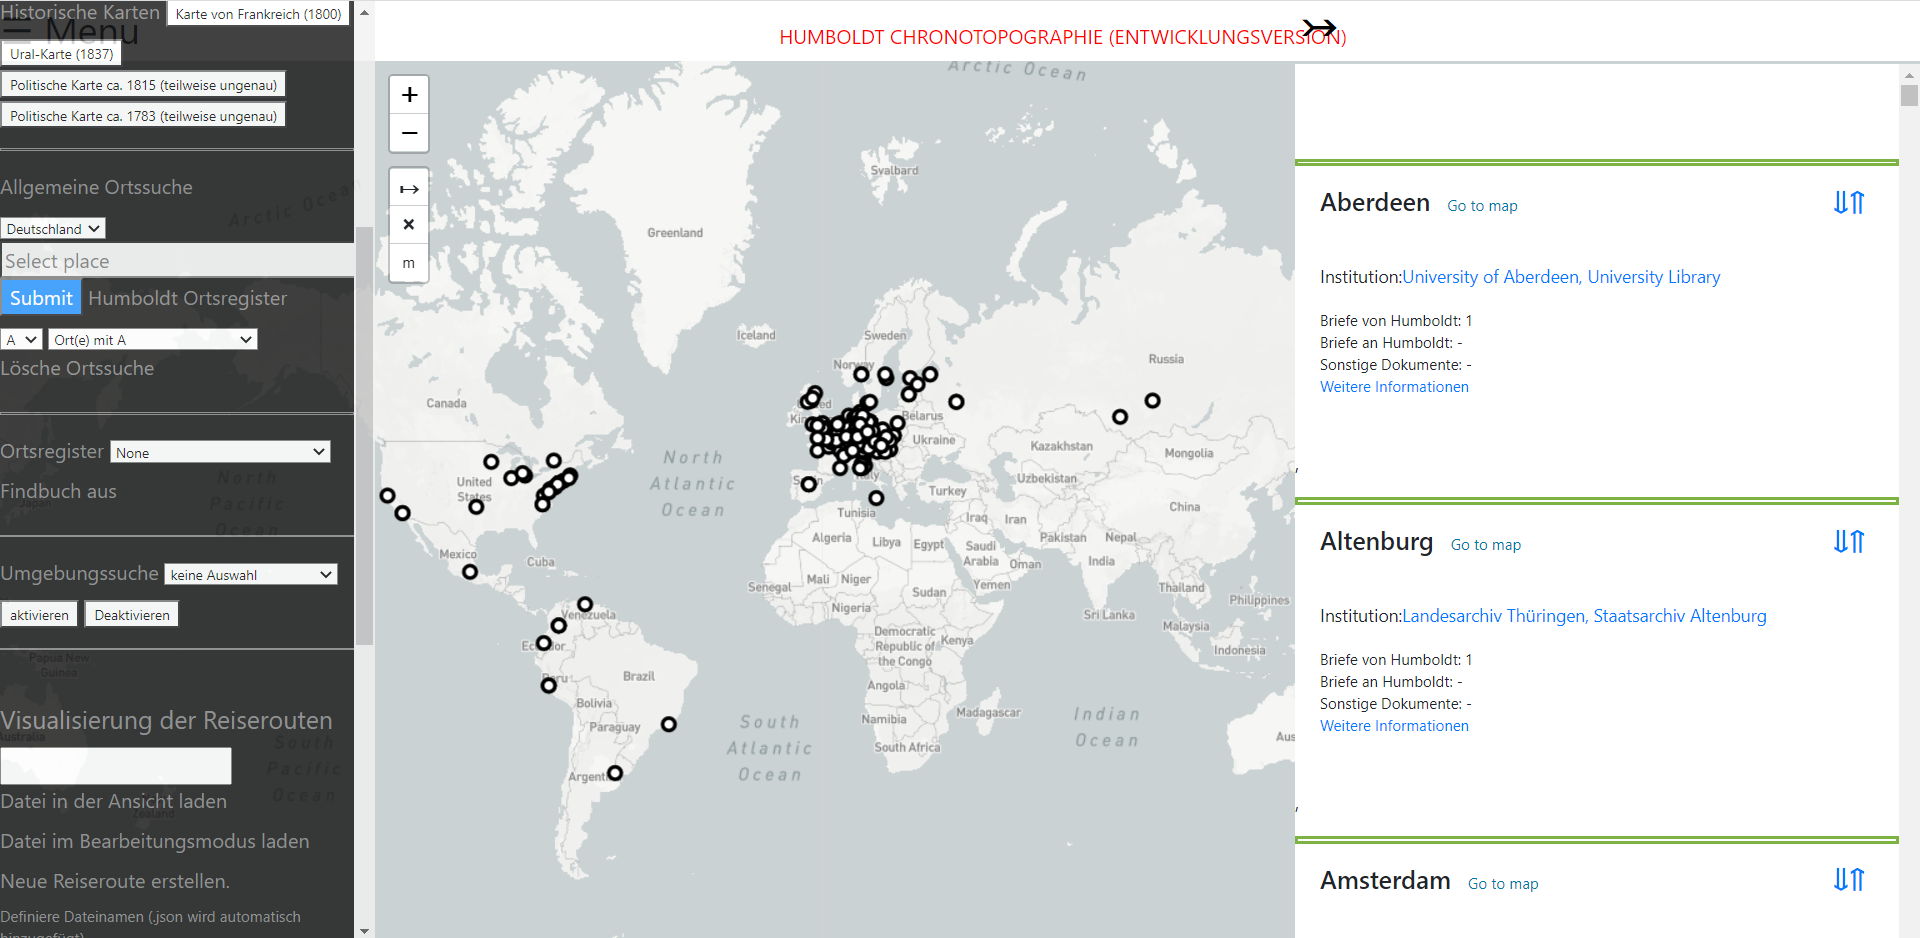 Historische Karten Karte von Frankreich (1800)
☰ Menu
Ural-Karte (1837)
Politische Karte ca. 1815 (teilweise ungenau)
Politische Karte ca. 1783 (teilweise ungenau)
Allgemeine Ortssuche
Deutschland
Select place
Submit Humboldt Ortsregister
A Ort(e) mit A
Lösche Ortssuche
Ortsregister None
Findbuch aus
Umgebungssuche keine Auswahl
aktivieren Deaktivieren
Visualisierung der Reiserouten
Datei in der Ansicht laden
Datei im Bearbeitungsmodus laden
Neue Reiseroute erstellen.
Definiere Dateinamen (.json wird automatisch
hinzugefügt)
Arctic Ocean
North
Pacific
Ocean
Japan
Papua New
Guinea
Australia
South
Pacific
Ocean
New
Zealand
HUMBOLDT CHRONOTOPOGRAPHIE (ENTWICKLUNGSVERSION)
+
−
↦
×
m
Arctic Ocean
Svalbard
Greenland
Iceland
Sweden
Norway
Russia
Canada
United
Kingdom
Belarus
Ukraine
Kazakhstan
Mongolia
North
Atlantic
Ocean
United
States
Spain
Italy
Turkey
Uzbekistan
China
Tunisia
Iraq
Iran
Algeria
Libya
Egypt
Saudi
Arabia
Pakistan
Nepal
Mexico
Cuba
Oman
India
Mali
Niger
Yemen
Senegal
Sudan
Thailand
Philippines
Nigeria
Sri Lanka
Venezuela
Malaysia
Democratic
Republic of
the Congo
Kenya
Ecuador
Indonesia
Peru
Brazil
Angola
Bolivia
Paraguay
South
Atlantic
Ocean
Namibia
Madagascar
Indian
Ocean
South Africa
Aus
Argentina
Aberdeen Go to map ⇵
Institution:University of Aberdeen, University Library
Briefe von Humboldt: 1
Briefe an Humboldt: -
Sonstige Dokumente: -
Weitere Informationen
,
Altenburg Go to map ⇵
Institution:Landesarchiv Thüringen, Staatsarchiv Altenburg
Briefe von Humboldt: 1
Briefe an Humboldt: -
Sonstige Dokumente: -
Weitere Informationen
,
Amsterdam Go to map ⇵